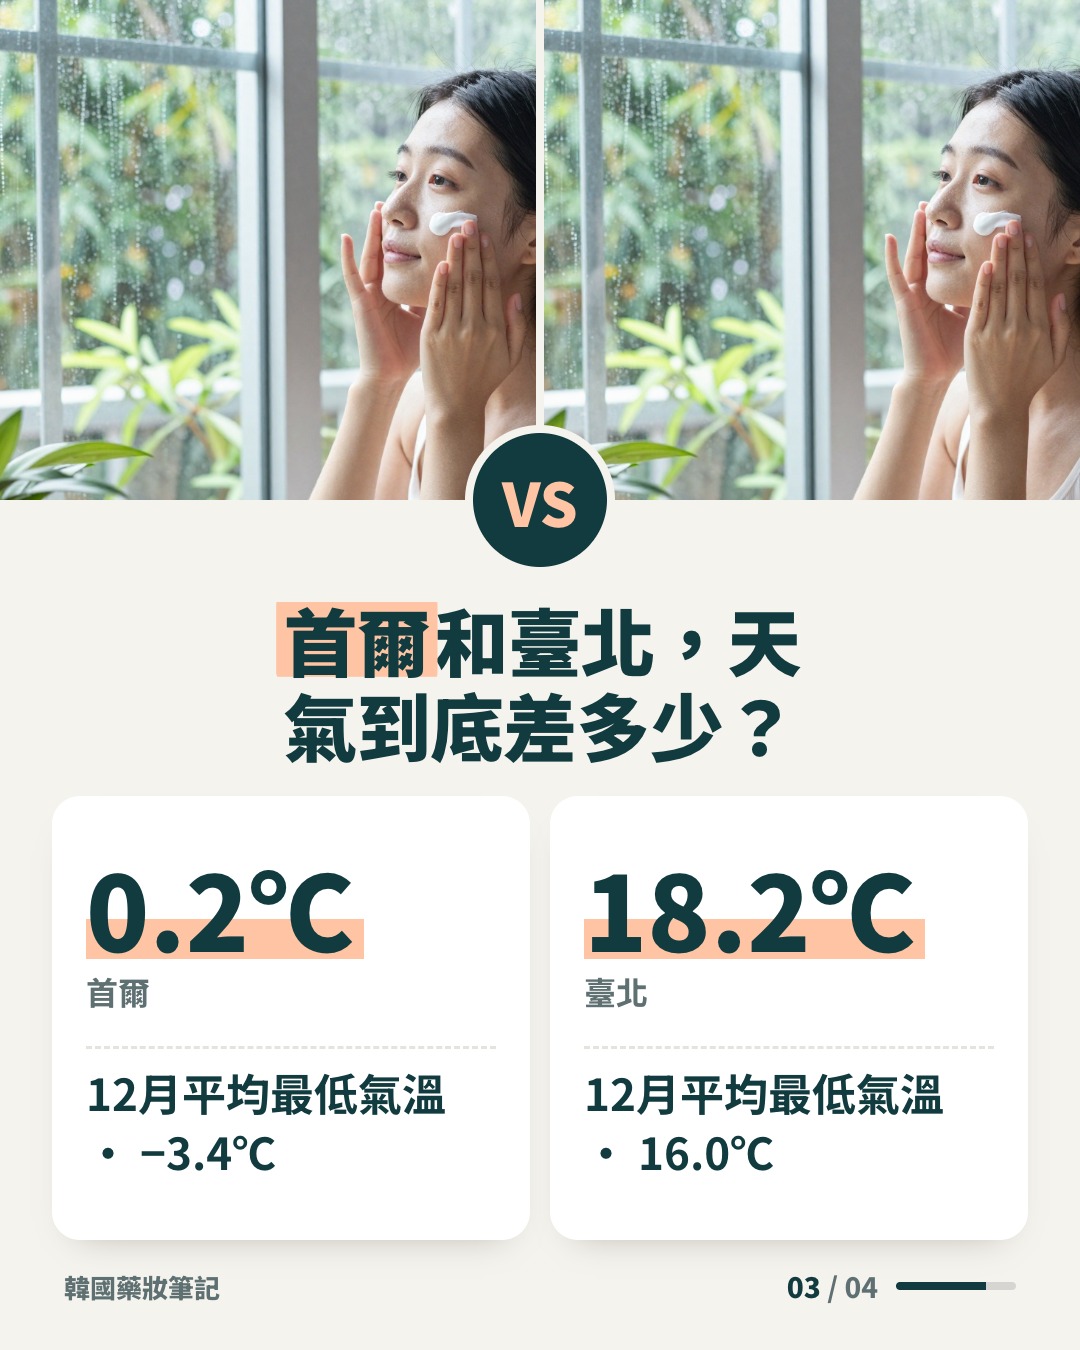 VS
首爾和臺北，天
氣到底差多少？
0.2°C
首爾
12月平均最低氣溫
・ −3.4°C
18.2°C
臺北
12月平均最低氣溫
・ 16.0°C
韓國藥妝筆記
03 / 04